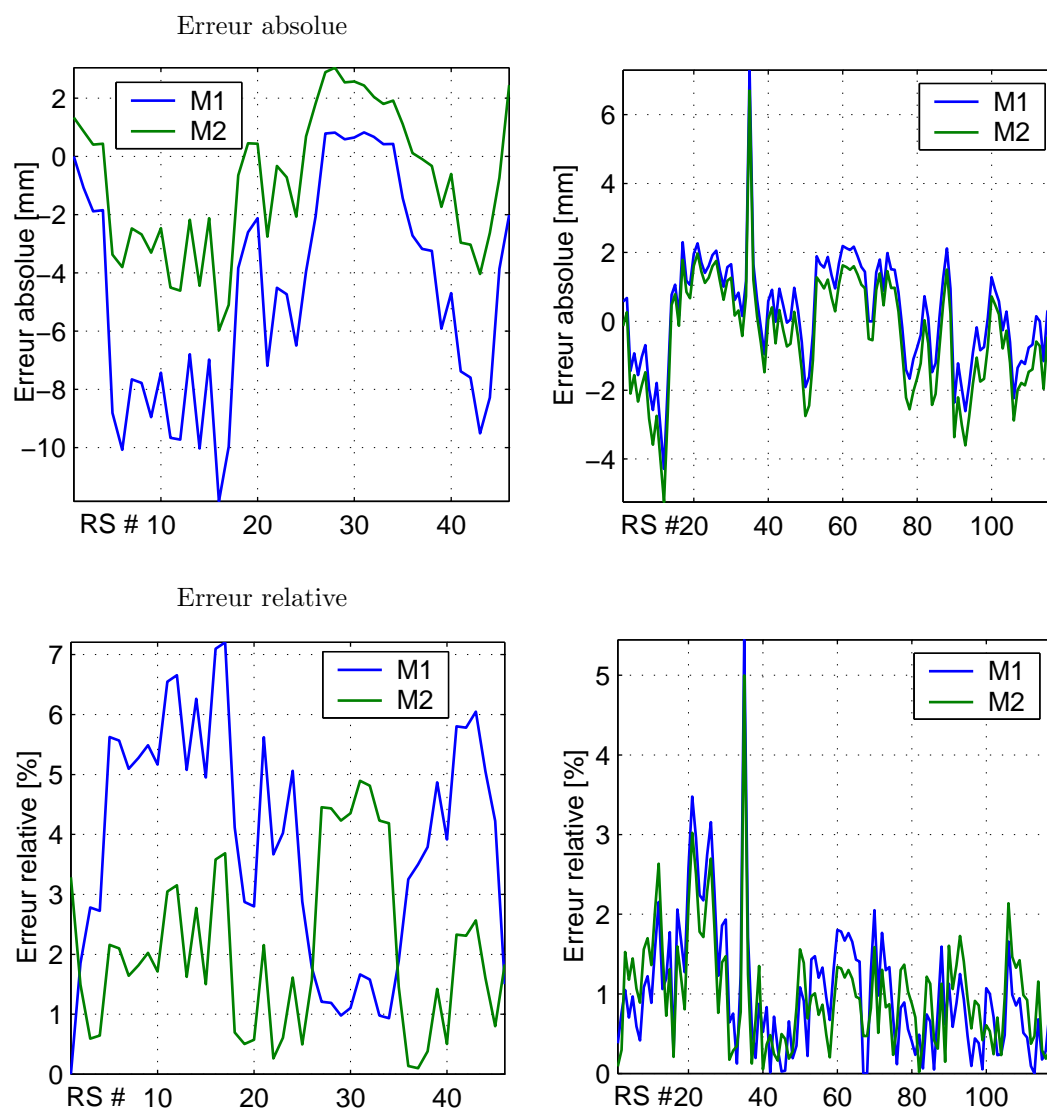 Erreur absolue
M1
M2
Erreur absolue [mm]
2
0
−2
−4
−6
−8
−10
RS # 10 20 30 40
M1
M2
Erreur absolue [mm]
6
4
2
0
−2
−4
RS #20 40 60 80 100
Erreur relative
M1
M2
Erreur relative [%]
7
6
5
4
3
2
1
0
RS # 10 20 30 40
M1
M2
Erreur relative [%]
5
4
3
2
1
0
RS #20 40 60 80 100